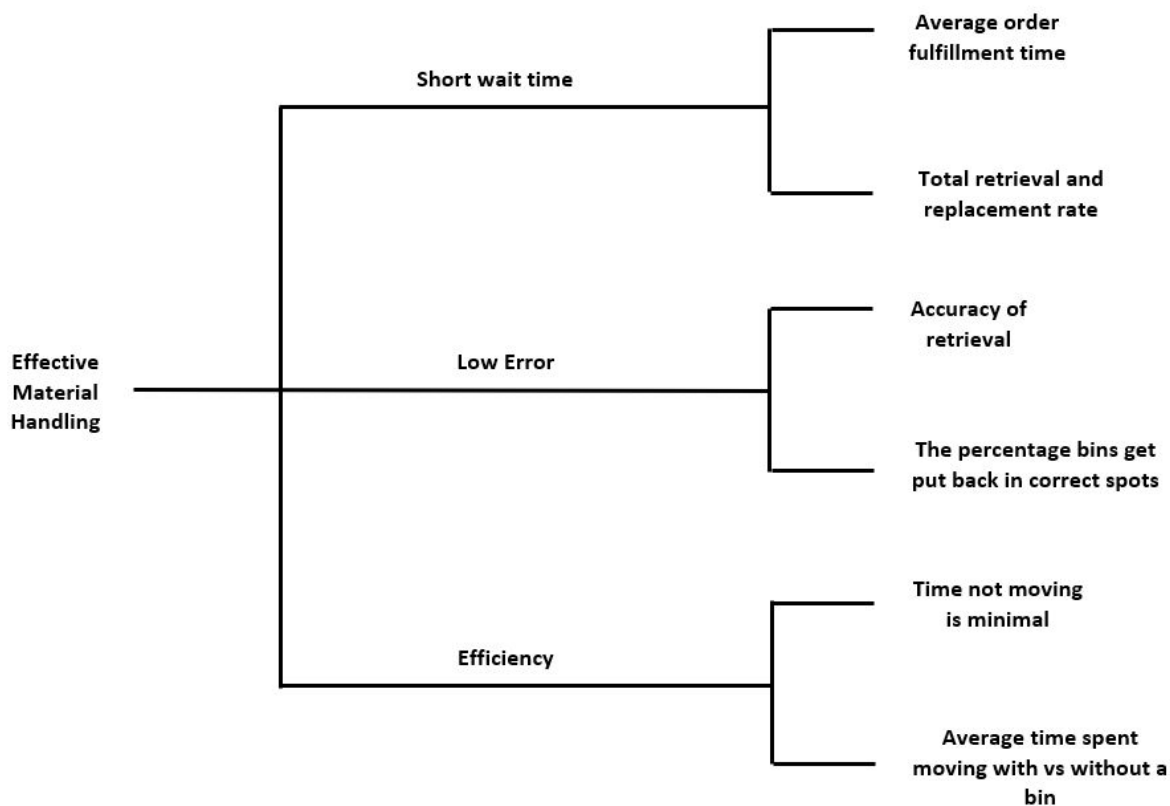 Average order
fulfillment time
Short wait time
Total retrieval and
replacement rate
Accuracy of
retrieval
Effective
Material
Handling
Low Error
The percentage bins get
put back in correct spots
Time not moving
is minimal
Efficiency
Average time spent
moving with vs without a
bin